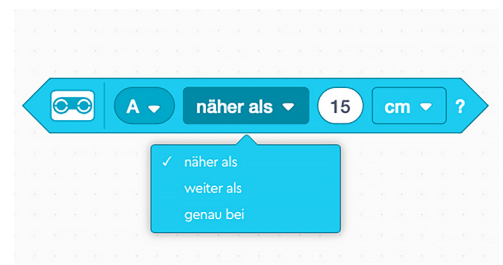 A näher als 15 cm ?
✓ näher als
weiter als
genau bei